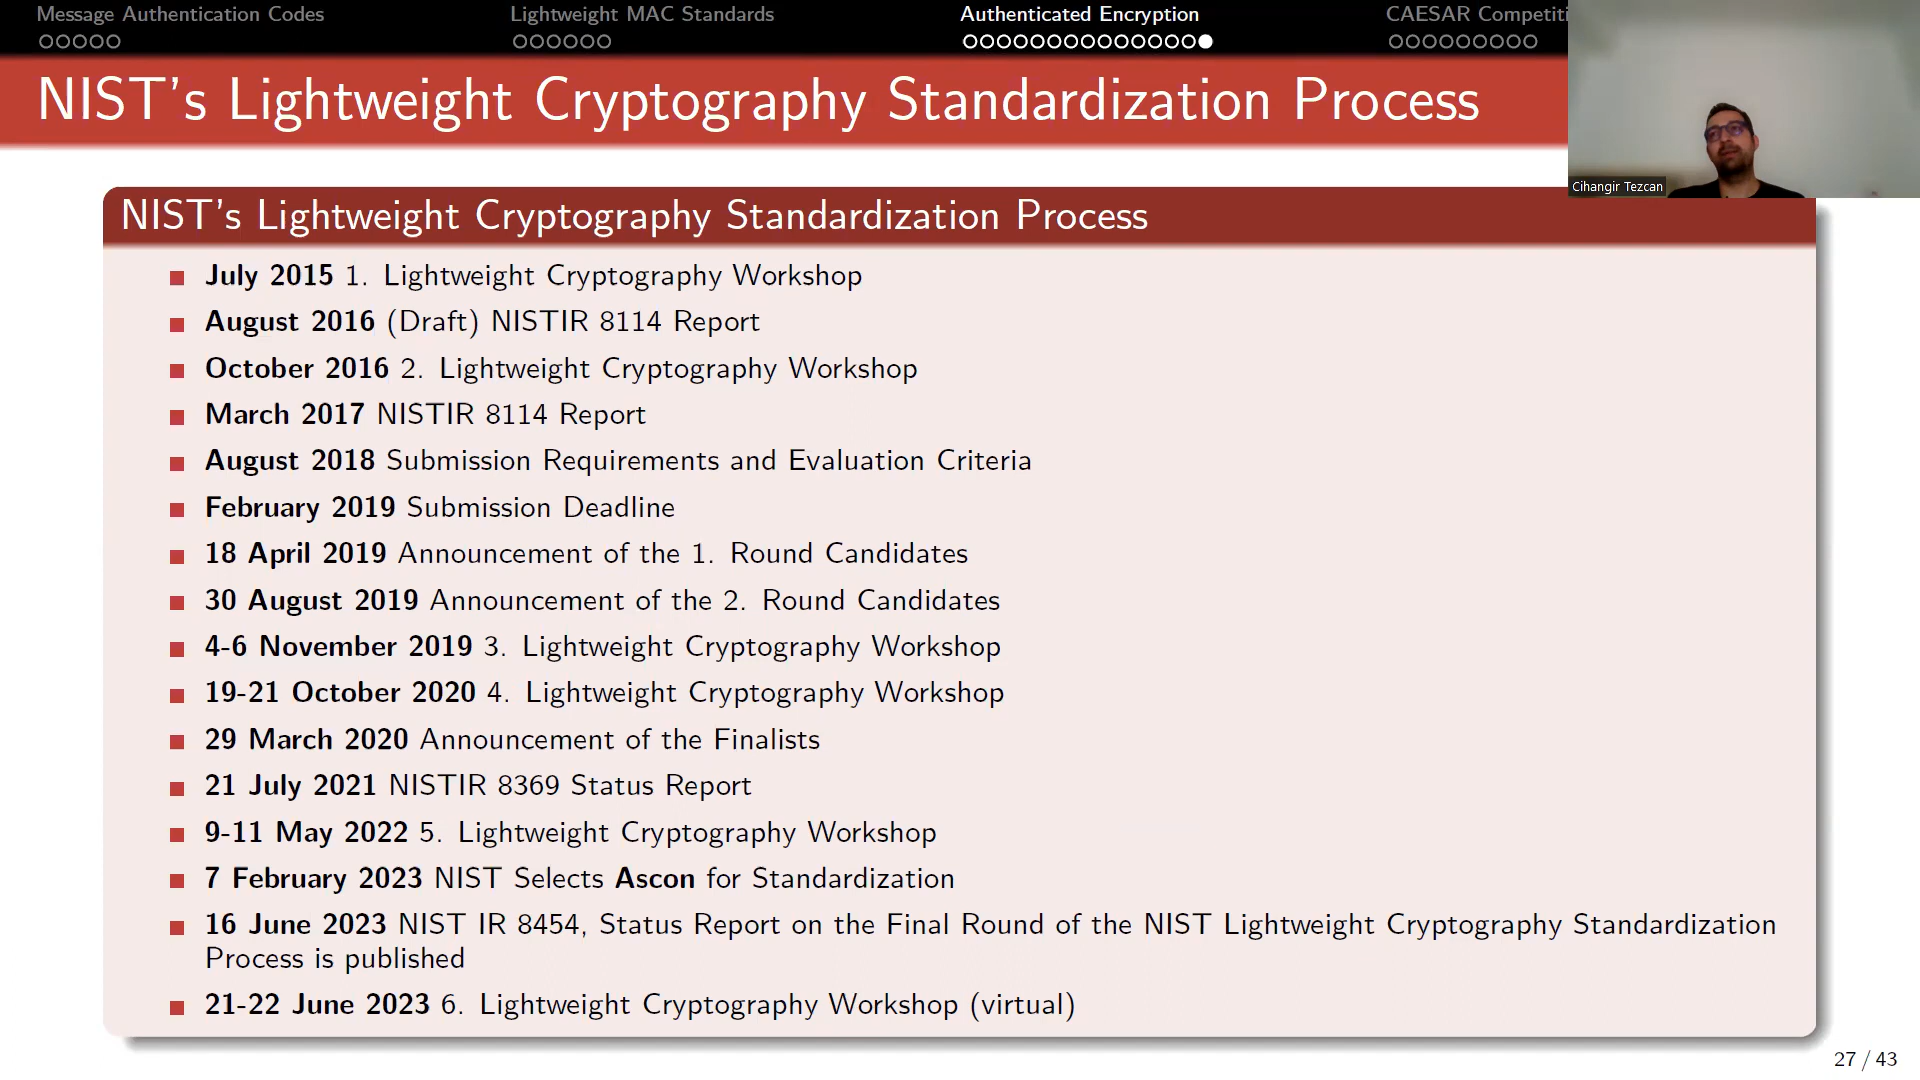 Message Authentication Codes
Lightweight MAC Standards
Authenticated Encryption
CAESAR Competiti
NIST's Lightweight Cryptography Standardization Process
Cihangir Tezcan
NIST's Lightweight Cryptography Standardization Process
July 2015 1. Lightweight Cryptography Workshop
August 2016 (Draft) NISTIR 8114 Report
October 2016 2. Lightweight Cryptography Workshop
March 2017 NISTIR 8114 Report
August 2018 Submission Requirements and Evaluation Criteria
February 2019 Submission Deadline
18 April 2019 Announcement of the 1. Round Candidates
30 August 2019 Announcement of the 2. Round Candidates
4-6 November 2019 3. Lightweight Cryptography Workshop
19-21 October 2020 4. Lightweight Cryptography Workshop
29 March 2020 Announcement of the Finalists
21 July 2021 NISTIR 8369 Status Report
9-11 May 2022 5. Lightweight Cryptography Workshop
7 February 2023 NIST Selects Ascon for Standardization
16 June 2023 NIST IR 8454, Status Report on the Final Round of the NIST Lightweight Cryptography Standardization
Process is published
21-22 June 2023 6. Lightweight Cryptography Workshop (virtual)
27 / 43